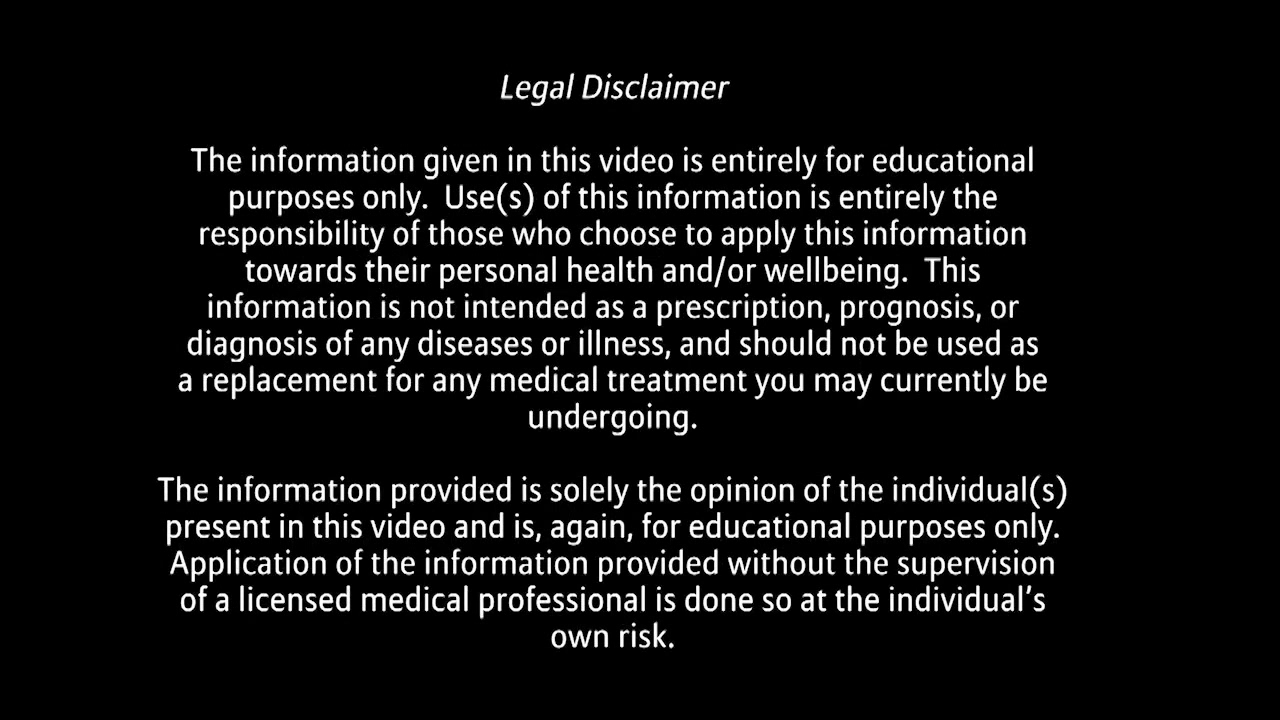 Legal Disclaimer
The information given in this video is entirely for educational
purposes only.  Use(s) of this information is entirely the
responsibility of those who choose to apply this information
towards their personal health and/or wellbeing.  This
information is not intended as a prescription, prognosis, or
diagnosis of any diseases or illness, and should not be used as
a replacement for any medical treatment you may currently be
undergoing.
The information provided is solely the opinion of the individual(s)
present in this video and is, again, for educational purposes only.
Application of the information provided without the supervision
of a licensed medical professional is done so at the individual’s
own risk.